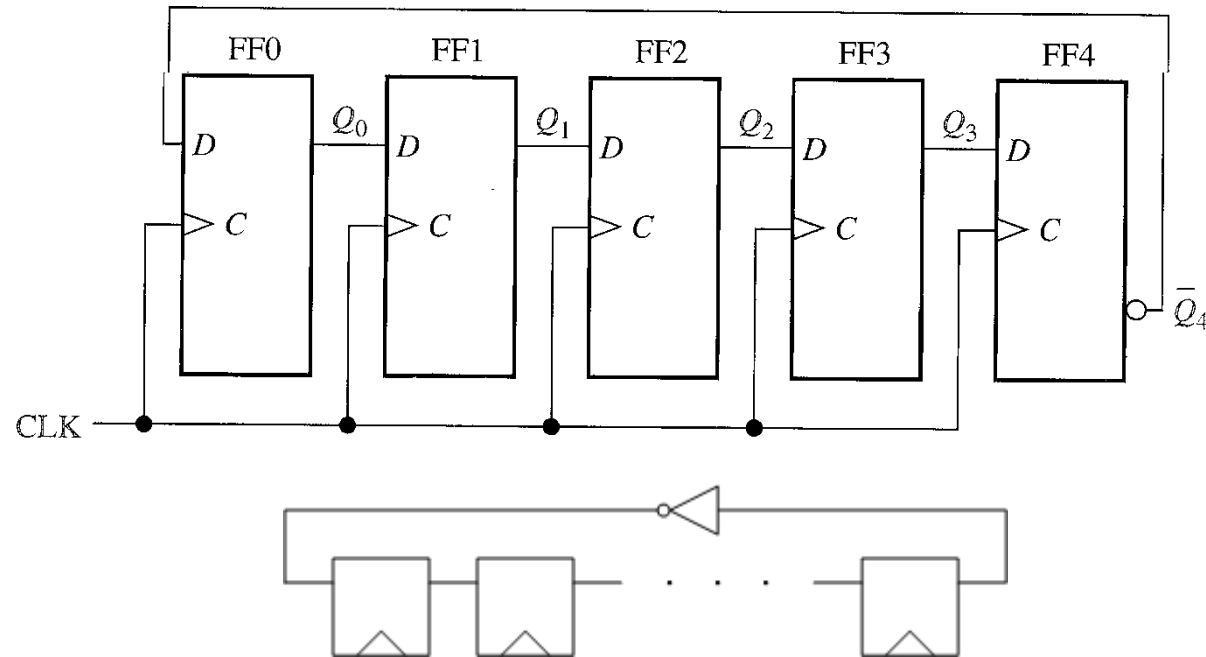 FF0 FF1 FF2 FF3 FF4
D Q₀ D Q₁ D Q₂ D Q₃ D
C C C C C
Q̅₄
CLK